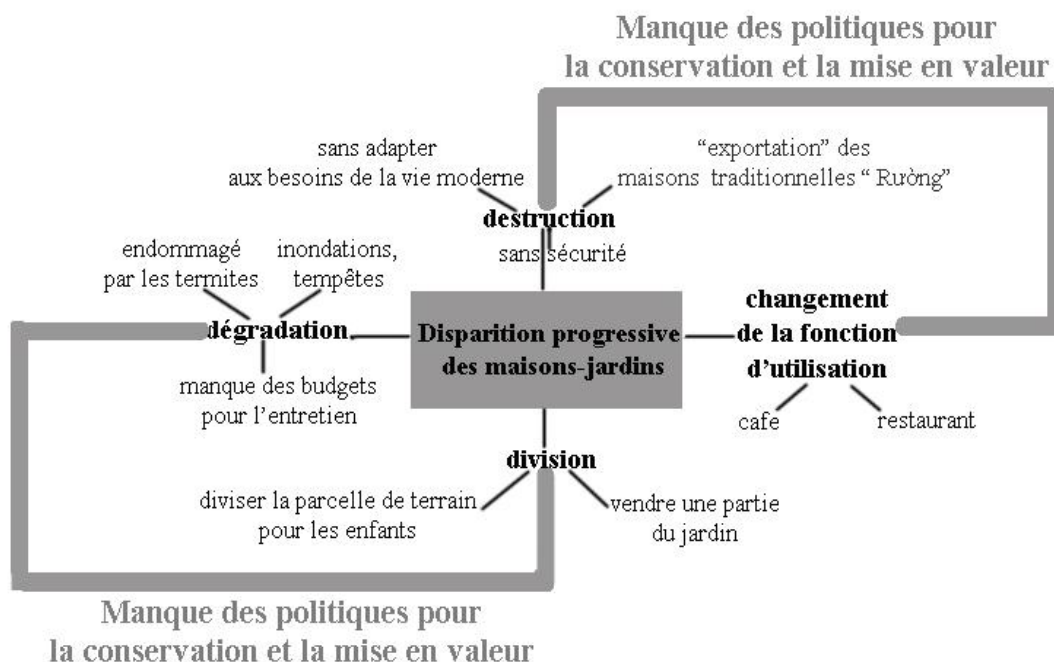 Manque des politiques pour
la conservation et la mise en valeur
sans adapter
aux besoins de la vie moderne
"exportation" des
maisons traditionnelles " Rường"
destruction
sans sécurité
endommagé
par les termites
inondations,
tempêtes
dégradation
manque des budgets
pour l'entretien
Disparition progressive
des maisons-jardins
changement
de la fonction
d'utilisation
cafe
restaurant
division
diviser la parcelle de terrain
pour les enfants
vendre une partie
du jardin
Manque des politiques pour
la conservation et la mise en valeur